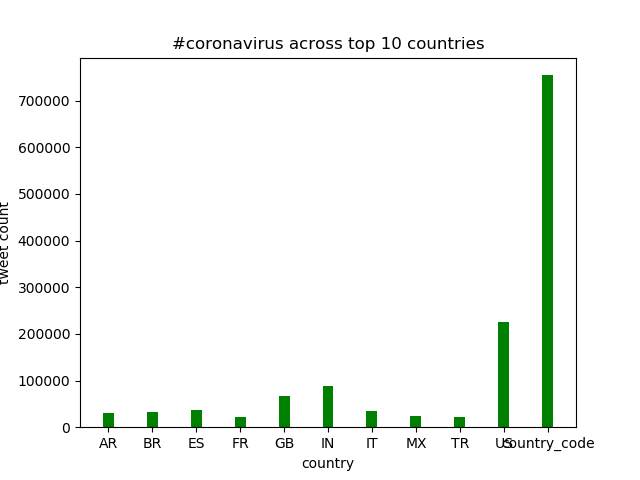 #coronavirus across top 10 countries
tweet count
700000
600000
500000
400000
300000
200000
100000
0
AR BR ES FR GB IN IT MX TR US country_code
country